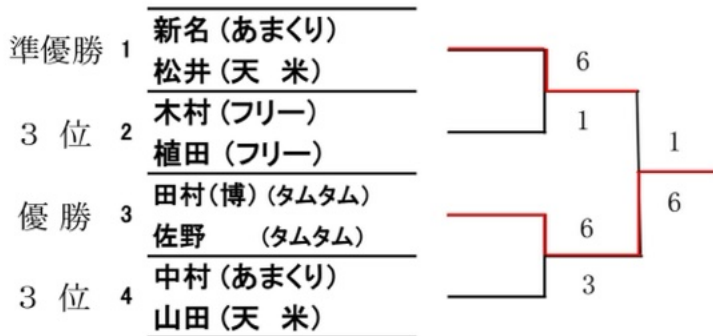 準優勝 1 新名 (あまくり)
松井 (天 米)
3 位 2 木村 (フリー)
植田 (フリー)
優 勝 3 田村(博) (タムタム)
佐野 (タムタム)
3 位 4 中村 (あまくり)
山田 (天 米)
6
1
1
6
6
3